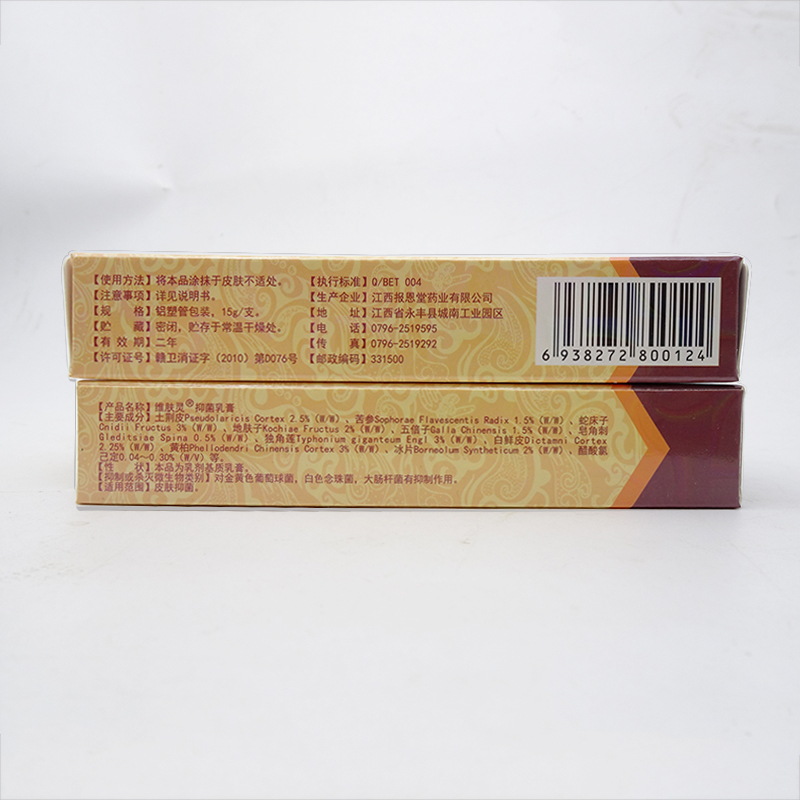 【使用方法】将本品涂抹于皮肤不适处。
【注意事项】详见说明书。
【规 格】铝塑管包装，15g/支。
【贮 藏】密闭，贮存于常温干燥处。
【有 效 期】二年
【许可证号】赣卫消证字（2010）第D076号
【执行标准】Q/BET 004
【生产企业】江西报恩堂药业有限公司
【地 址】江西省永丰县城南工业园区
【电 话】0796-2519595
【传 真】0796-2519292
【邮政编码】331500
6 938272 800124
【产品名称】维肤灵®抑菌乳膏
【主要成分】土荆皮Pseudolaricis Cortex 2.5%（W/W）、苦参Sophorae Flavescentis Radix 1.5%（W/W）、蛇床子
Cnidii Fructus 3%（W/W）、地肤子Kochiae Fructus 2%（W/W）、五倍子Galla Chinensis 1.5%（W/W）、皂角刺
Gleditsiae Spina 0.5%（W/W）、独角莲Typhonium giganteum Engl 3%（W/W）、白鲜皮Dictamni Cortex
2.25%（W/W）、黄柏Phellodendri Chinensis Cortex 3%（W/W）、冰片Borneolum Syntheticum 2%（W/W）、醋酸氯
己定0.04~0.30%（W/V）等。
【性 状】本品为乳剂基质乳膏。
【抑制或杀灭微生物类别】对金黄色葡萄球菌，白色念珠菌，大肠杆菌有抑制作用。
【适用范围】皮肤抑菌。